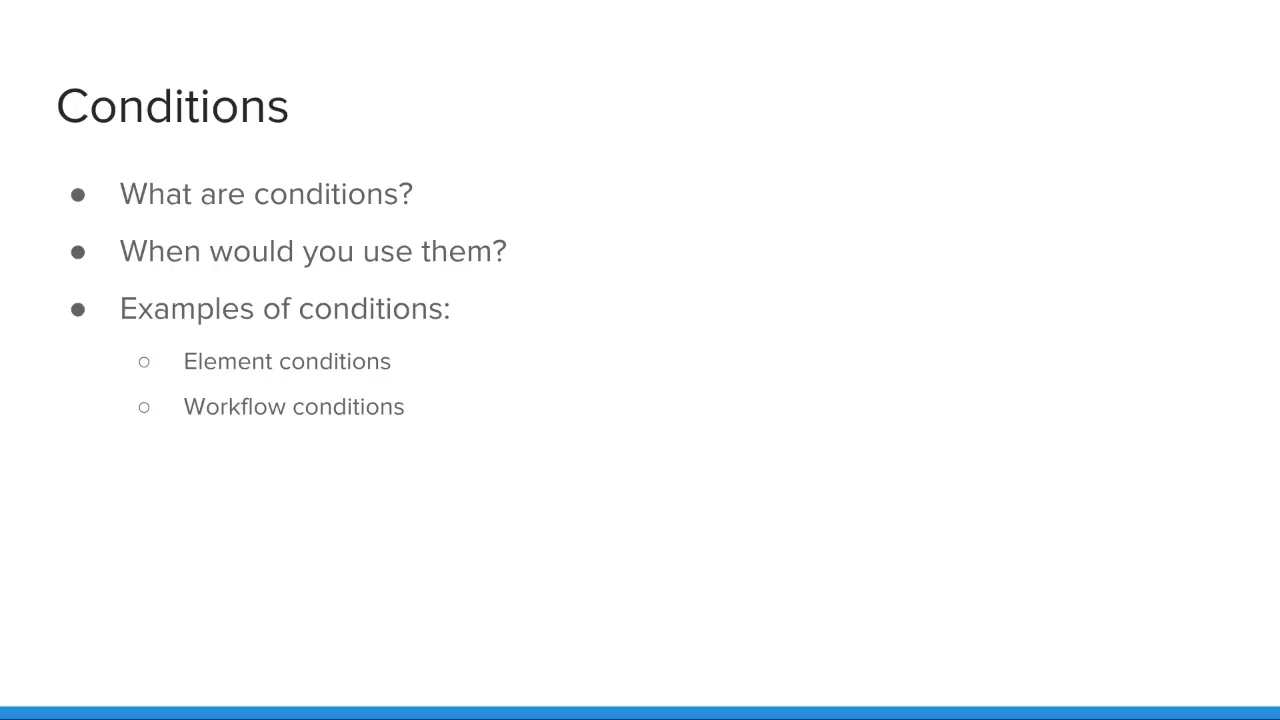 Conditions
● What are conditions?
● When would you use them?
● Examples of conditions:
○ Element conditions
○ Workflow conditions